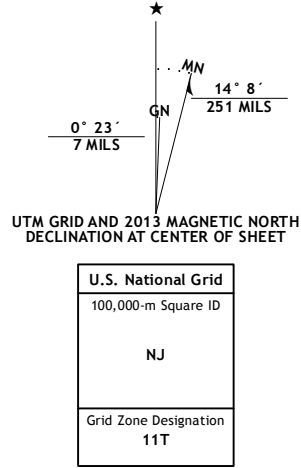 ★
MN
GN
14° 8´
251 MILS
0° 23´
7 MILS
UTM GRID AND 2013 MAGNETIC NORTH
DECLINATION AT CENTER OF SHEET
U.S. National Grid
100,000-m Square ID
NJ
Grid Zone Designation
11T